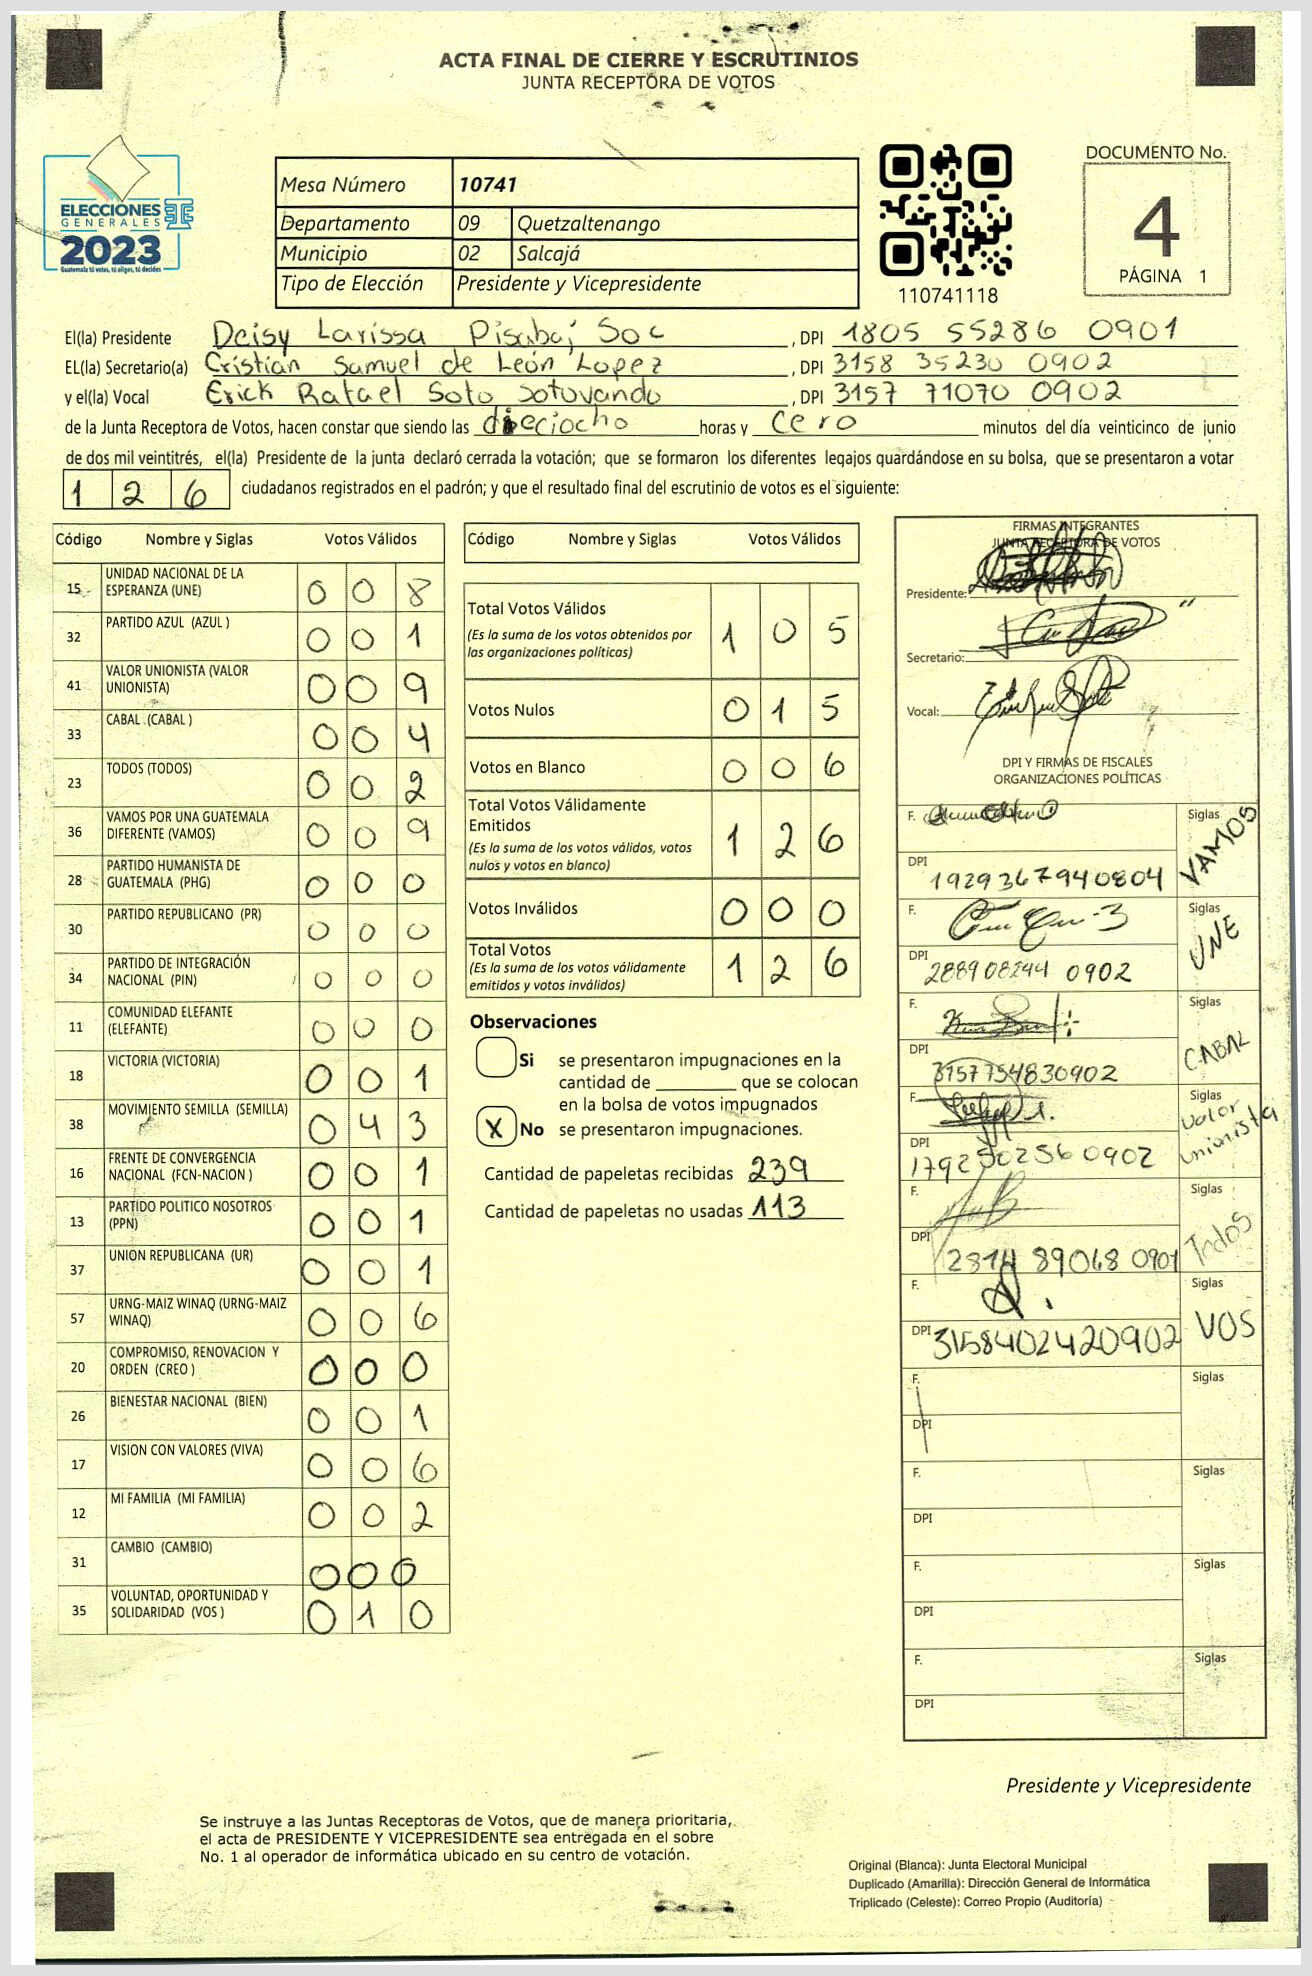 ACTA FINAL DE CIERRE Y ESCRUTINIOS
JUNTA RECEPTORA DE VOTOS
ELECCIONES
GENERALES
2023
Guatemala tú votas, tú eliges, tú decides
Mesa Número 10741
Departamento 09 Quetzaltenango
Municipio 02 Salcajá
Tipo de Elección Presidente y Vicepresidente
110741118
DOCUMENTO No.
4
PÁGINA 1
El(la) Presidente Deisy Larissa Pisabaj Soc , DPI 1805 55286 0901
EL(la) Secretario(a) Cristian Samuel de León Lopez , DPI 3158 35230 0902
y el(la) Vocal Erick Rafael Soto Sotovando , DPI 3157 71070 0902
de la Junta Receptora de Votos, hacen constar que siendo las dieciocho horas y cero minutos del día veinticinco de junio
de dos mil veintitrés, el(la) Presidente de la junta declaró cerrada la votación; que se formaron los diferentes legajos guardándose en su bolsa, que se presentaron a votar
1 2 6 ciudadanos registrados en el padrón; y que el resultado final del escrutinio de votos es el siguiente:
Código Nombre y Siglas Votos Válidos
15 UNIDAD NACIONAL DE LA ESPERANZA (UNE) 0 0 8
32 PARTIDO AZUL (AZUL ) 0 0 1
41 VALOR UNIONISTA (VALOR UNIONISTA) 0 0 9
33 CABAL (CABAL ) 0 0 4
23 TODOS (TODOS) 0 0 2
36 VAMOS POR UNA GUATEMALA DIFERENTE (VAMOS) 0 0 9
28 PARTIDO HUMANISTA DE GUATEMALA (PHG) 0 0 0
30 PARTIDO REPUBLICANO (PR) 0 0 0
34 PARTIDO DE INTEGRACIÓN NACIONAL (PIN) 0 0 0
11 COMUNIDAD ELEFANTE (ELEFANTE) 0 0 0
18 VICTORIA (VICTORIA) 0 0 1
38 MOVIMIENTO SEMILLA (SEMILLA) 0 4 3
16 FRENTE DE CONVERGENCIA NACIONAL (FCN-NACION ) 0 0 1
13 PARTIDO POLITICO NOSOTROS (PPN) 0 0 1
37 UNION REPUBLICANA (UR) 0 0 1
57 URNG-MAIZ WINAQ (URNG-MAIZ WINAQ) 0 0 6
20 COMPROMISO, RENOVACION Y ORDEN (CREO ) 0 0 0
26 BIENESTAR NACIONAL (BIEN) 0 0 1
17 VISION CON VALORES (VIVA) 0 0 6
12 MI FAMILIA (MI FAMILIA) 0 0 2
31 CAMBIO (CAMBIO) 0 0 0
35 VOLUNTAD, OPORTUNIDAD Y SOLIDARIDAD (VOS ) 0 1 0
Código Nombre y Siglas Votos Válidos
Total Votos Válidos 1 0 5
(Es la suma de los votos obtenidos por
las organizaciones políticas)
Votos Nulos 0 1 5
Votos en Blanco 0 0 6
Total Votos Válidamente
Emitidos 1 2 6
(Es la suma de los votos válidos, votos
nulos y votos en blanco)
Votos Inválidos 0 0 0
Total Votos 1 2 6
(Es la suma de los votos válidamente
emitidos y votos inválidos)
Observaciones
Si se presentaron impugnaciones en la
cantidad de ________ que se colocan
en la bolsa de votos impugnados
X No se presentaron impugnaciones.
Cantidad de papeletas recibidas 239
Cantidad de papeletas no usadas 113
FIRMAS INTEGRANTES
JUNTA RECEPTORA DE VOTOS
Presidente:
Secretario:
Vocal:
DPI Y FIRMAS DE FISCALES
ORGANIZACIONES POLÍTICAS
F. Siglas VAMOS
DPI 1929367940804
F. Siglas UNE
DPI 288908244 0902
F. Siglas CABAL
DPI 3157754830902
F. Siglas Valor Unionista
DPI 1792502560902
F. Siglas Todos
DPI 2314 89068 0901
F. Siglas VOS
DPI 3158402420902
F. Siglas
DPI
F. Siglas
DPI
F. Siglas
DPI
F. Siglas
DPI
Presidente y Vicepresidente
Se instruye a las Juntas Receptoras de Votos, que de manera prioritaria,
el acta de PRESIDENTE Y VICEPRESIDENTE sea entregada en el sobre
No. 1 al operador de informática ubicado en su centro de votación.
Original (Blanca): Junta Electoral Municipal
Duplicado (Amarilla): Dirección General de Informática
Triplicado (Celeste): Correo Propio (Auditoría)